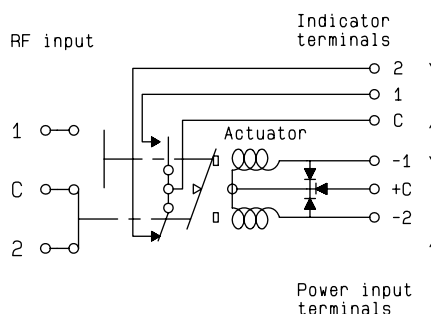 Indicator
terminals
RF input
2
1
C
Actuator
1
C
2
-1
+C
-2
Power input
terminals